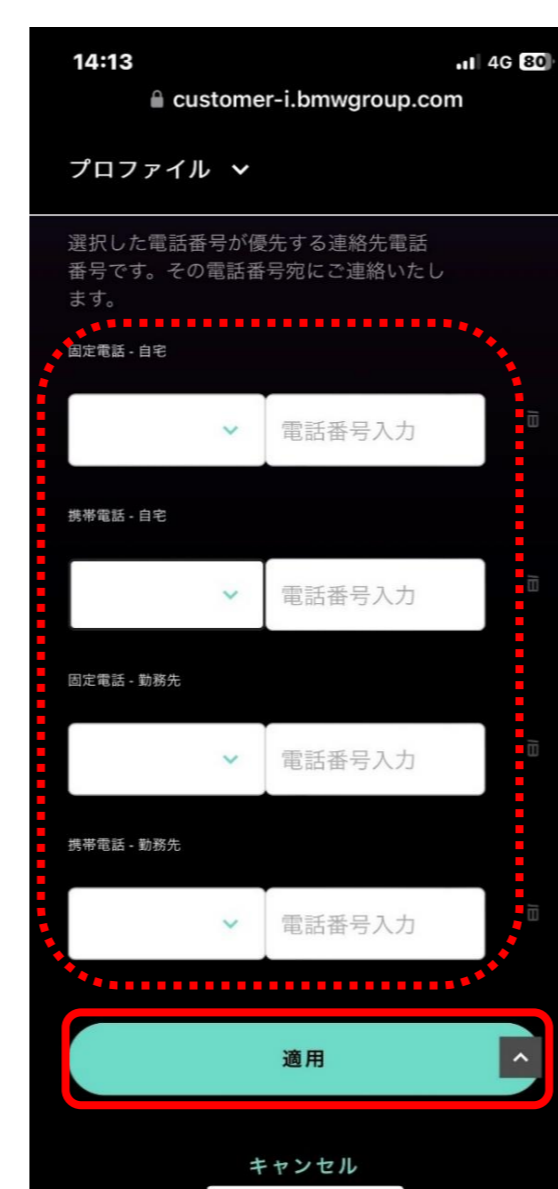 14:13
4G 80
customer-i.bmwgroup.com
プロファイル
選択した電話番号が優先する連絡先電話
番号です。その電話番号宛にご連絡いたし
ます。
固定電話 - 自宅
電話番号入力
携帯電話 - 自宅
電話番号入力
固定電話 - 勤務先
電話番号入力
携帯電話 - 勤務先
電話番号入力
適用
キャンセル